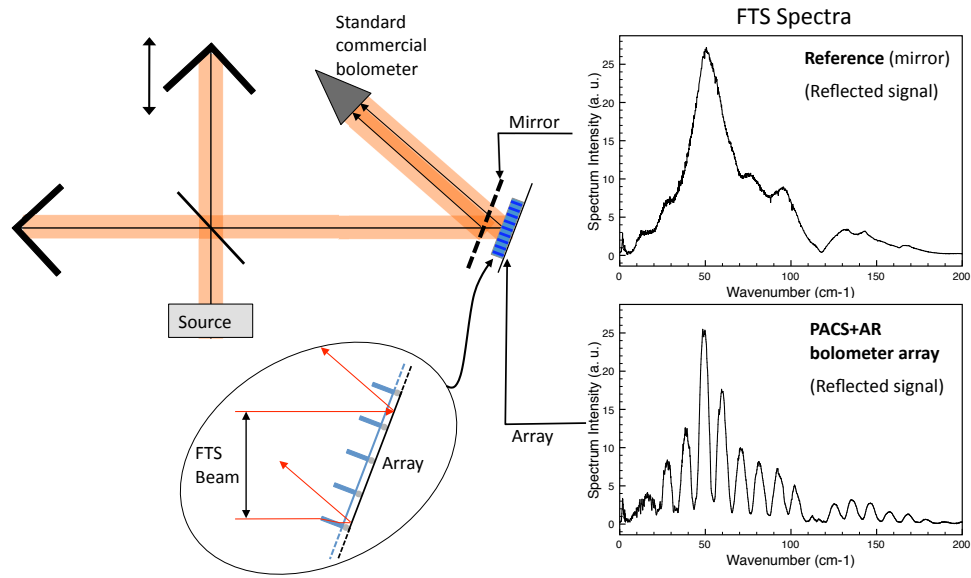 Standard
commercial
bolometer
Mirror
Source
FTS
Beam
Array
Array
FTS Spectra
Reference (mirror)
(Reflected signal)
Spectrum Intensity (a. u.)
25
20
15
10
5
0
0
50
100
150
200
Wavenumber (cm-1)
PACS+AR
bolometer array
(Reflected signal)
Spectrum Intensity (a. u.)
25
20
15
10
5
0
0
50
100
150
200
Wavenumber (cm-1)